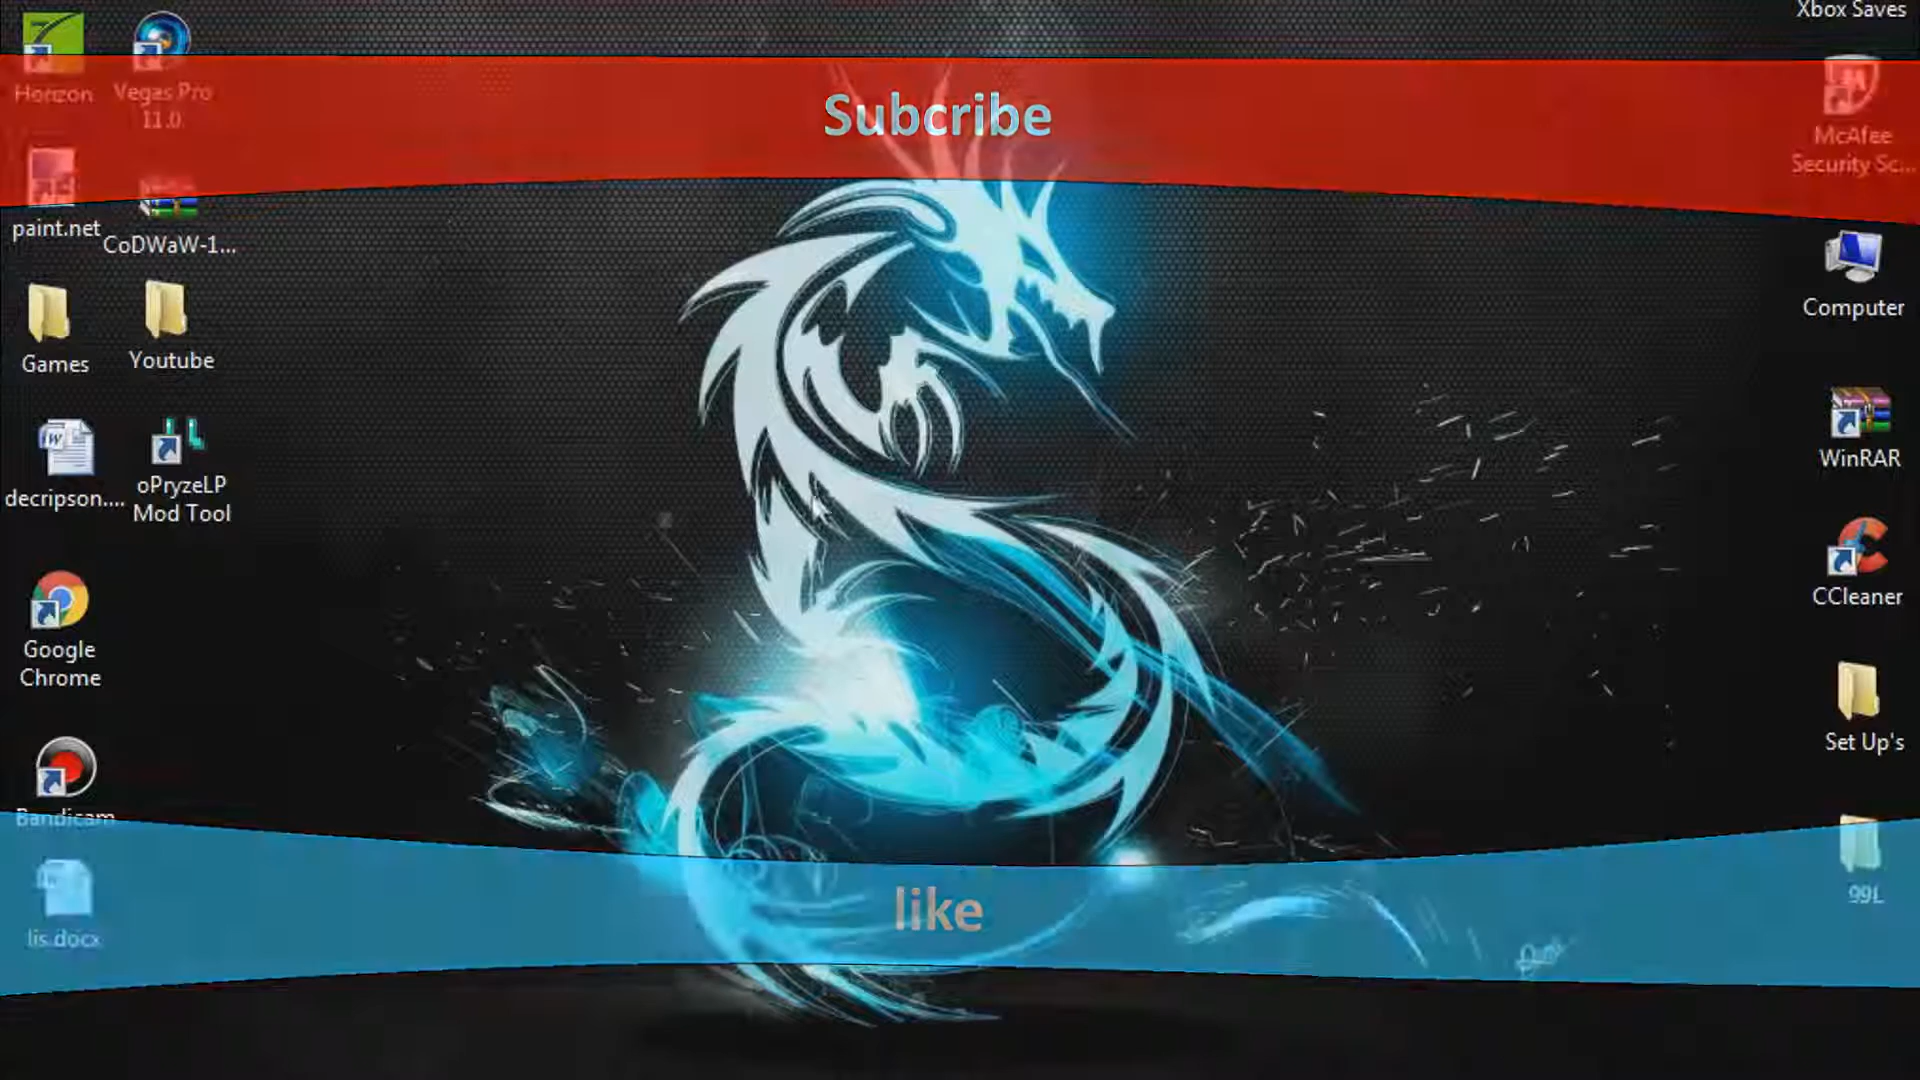 Xbox Saves
Horizon
Vegas Pro
11.0
Subcribe
McAfee
Security Sc...
paint.net
CoDWaW-1...
Computer
Games
Youtube
WinRAR
decripson....
oPryzeLP
Mod Tool
CCleaner
Google
Chrome
Set Up's
Bandicam
like
99L
lis.docx